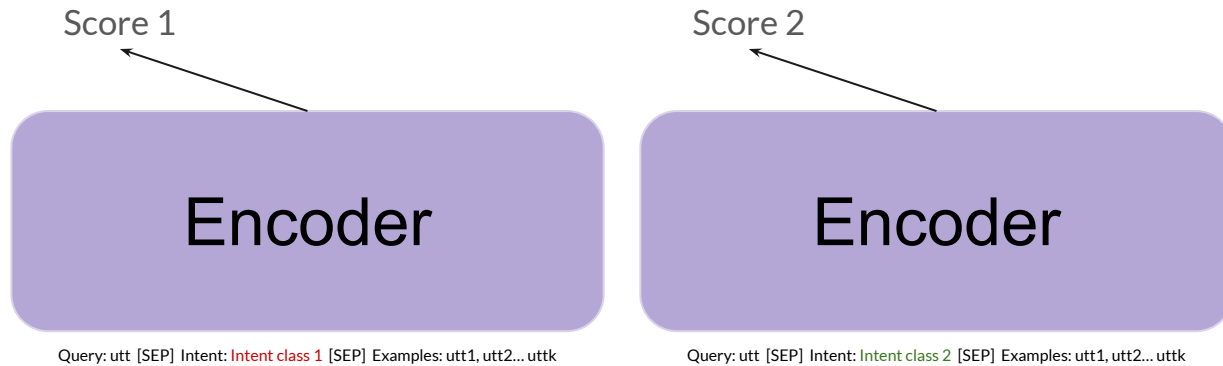 Score 1
Score 2
Encoder
Encoder
Query: utt [SEP] Intent: Intent class 1 [SEP] Examples: utt1, utt2... uttk
Query: utt [SEP] Intent: Intent class 2 [SEP] Examples: utt1, utt2... uttk